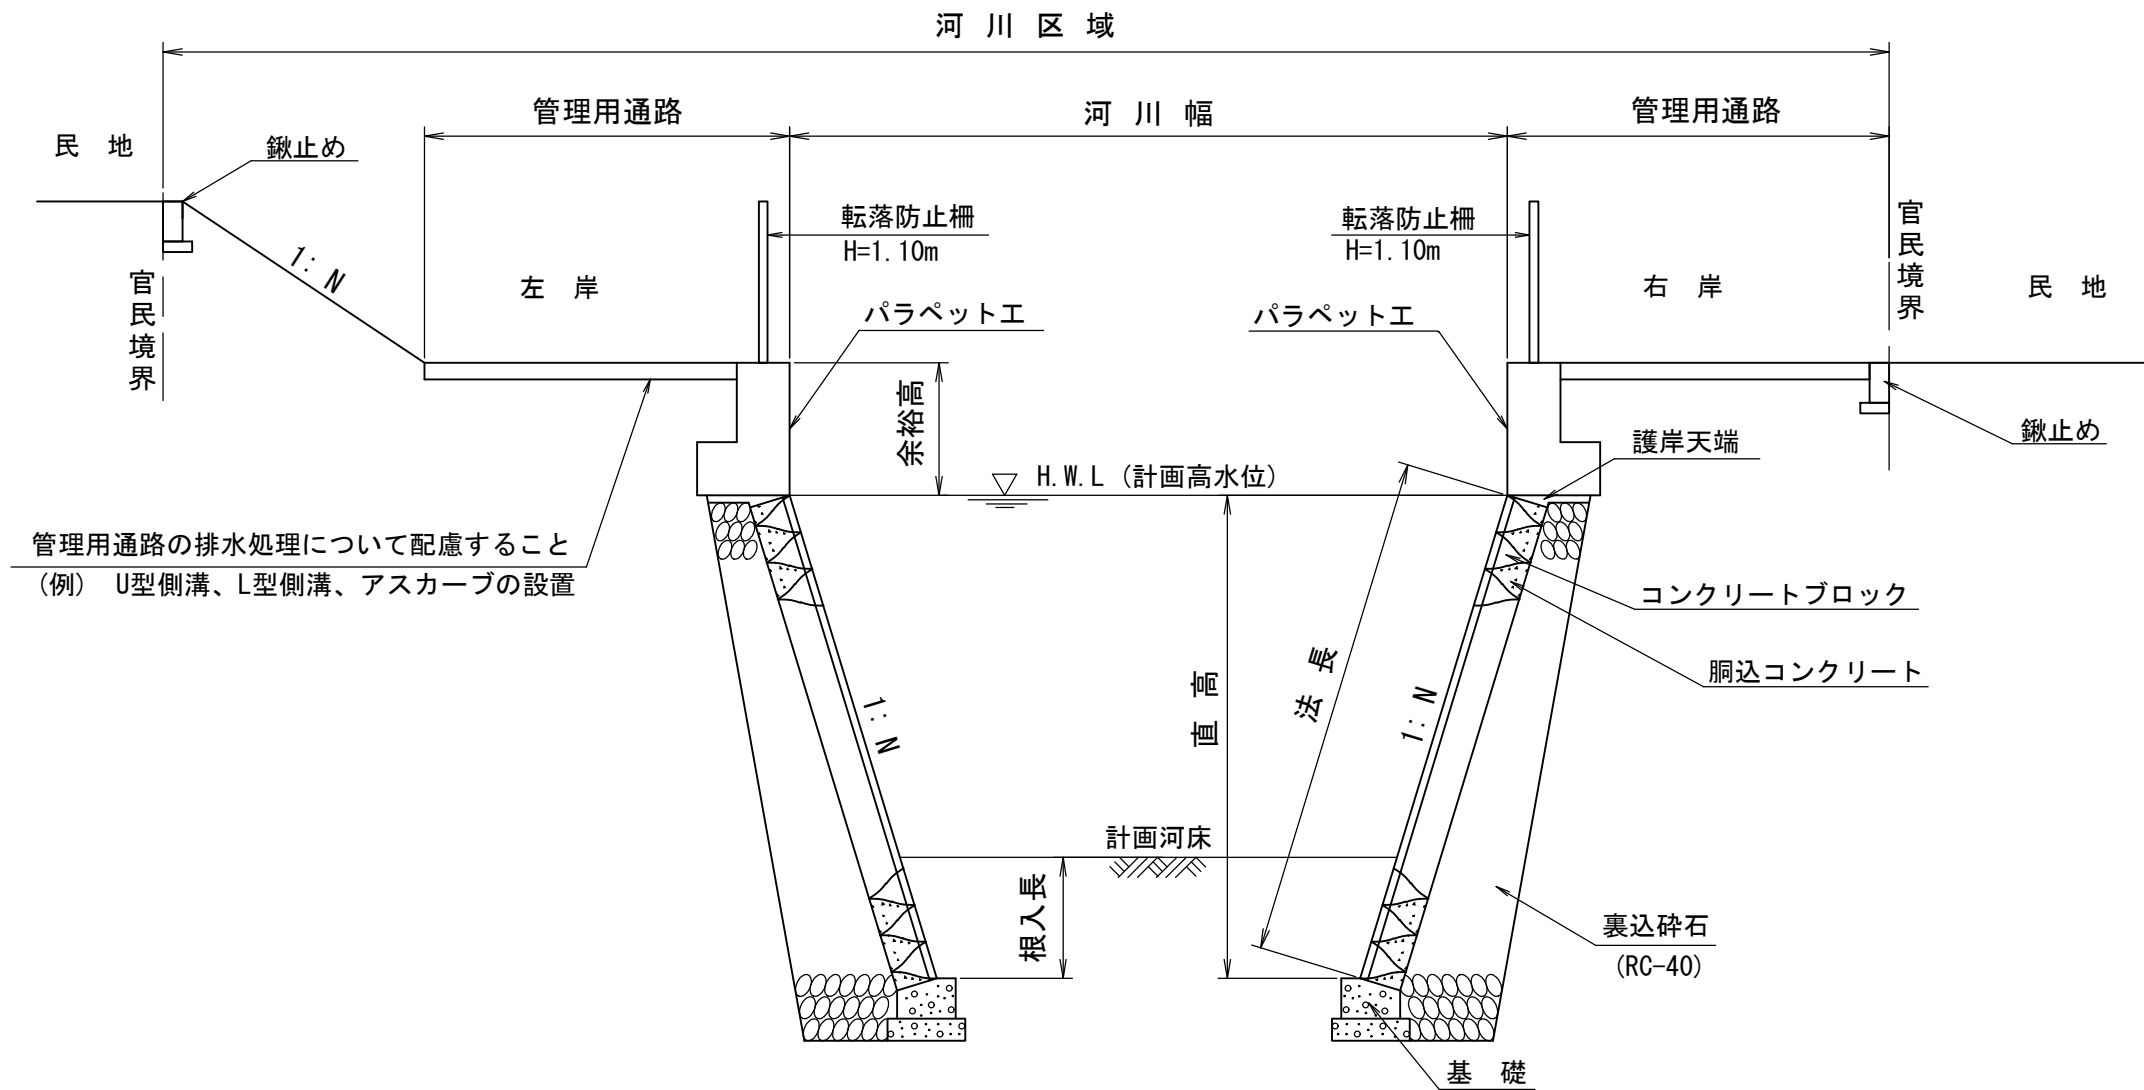 河川区域
管理用通路
河川幅
管理用通路
民地
鍬止め
転落防止柵
H=1.10m
転落防止柵
H=1.10m
官民境界
1:N
官民境界
左岸
右岸
民地
パラペット工
パラペット工
余裕高
護岸天端
鍬止め
H.W.L (計画高水位)
管理用通路の排水処理について配慮すること
(例) U型側溝、L型側溝、アスカーブの設置
コンクリートブロック
胴込コンクリート
直高
法長
1:N
1:N
計画河床
根入長
裏込砕石
(RC-40)
基礎